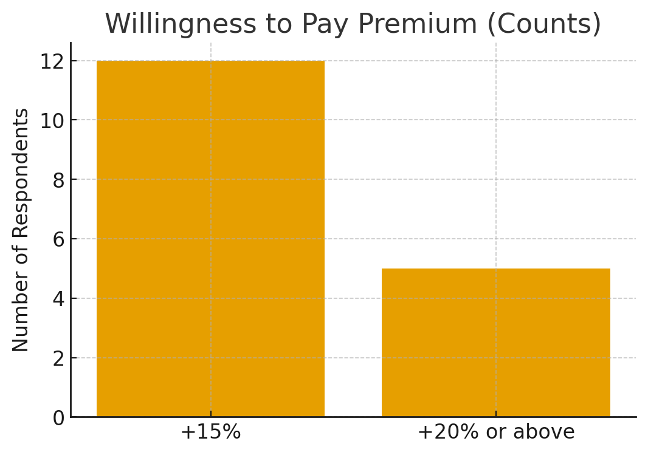 Willingness to Pay Premium (Counts)
Number of Respondents
12
10
8
6
4
2
0
+15%
+20% or above